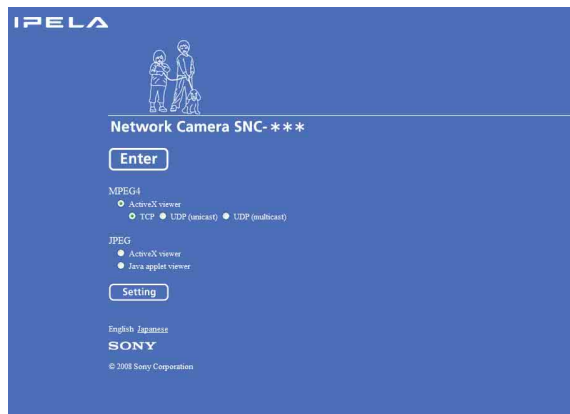 IPELA
Network Camera SNC-***
Enter
MPEG4
ActiveX viewer
TCP UDP (unicast) UDP (multicast)
JPEG
ActiveX viewer
Java applet viewer
Setting
English Japanese
SONY
© 2008 Sony Corporation